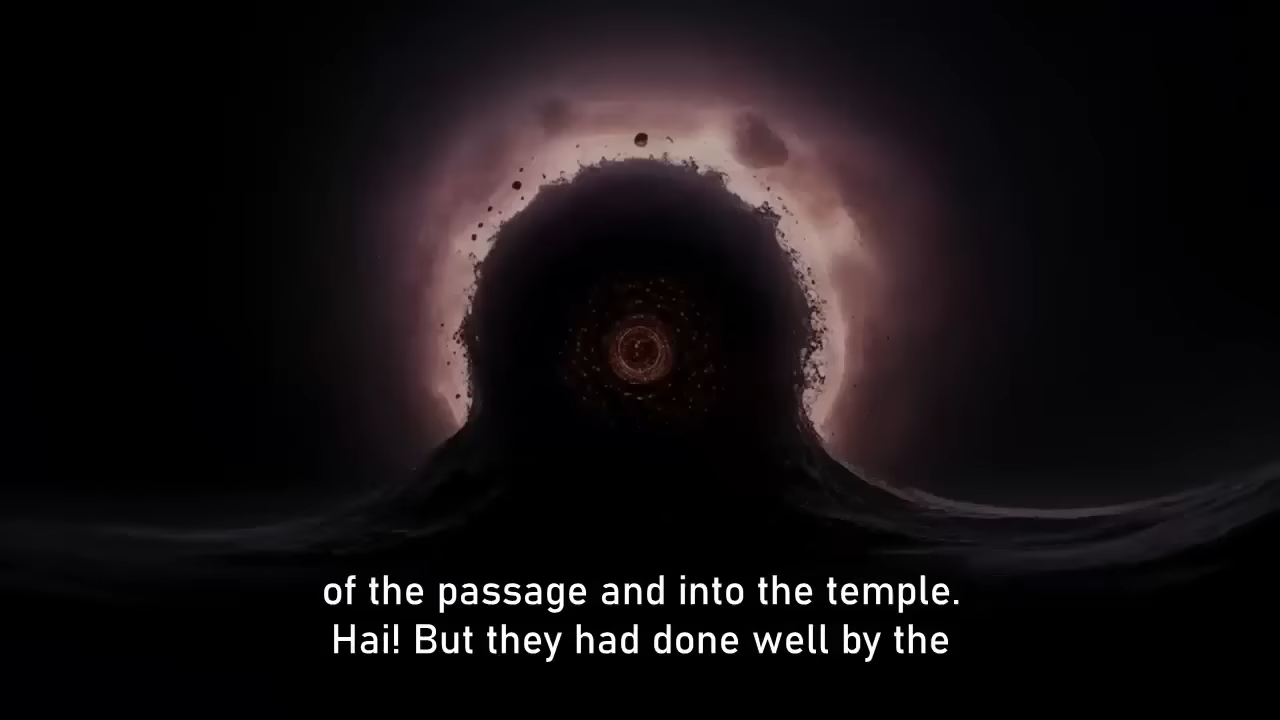 of the passage and into the temple.
Hai! But they had done well by the